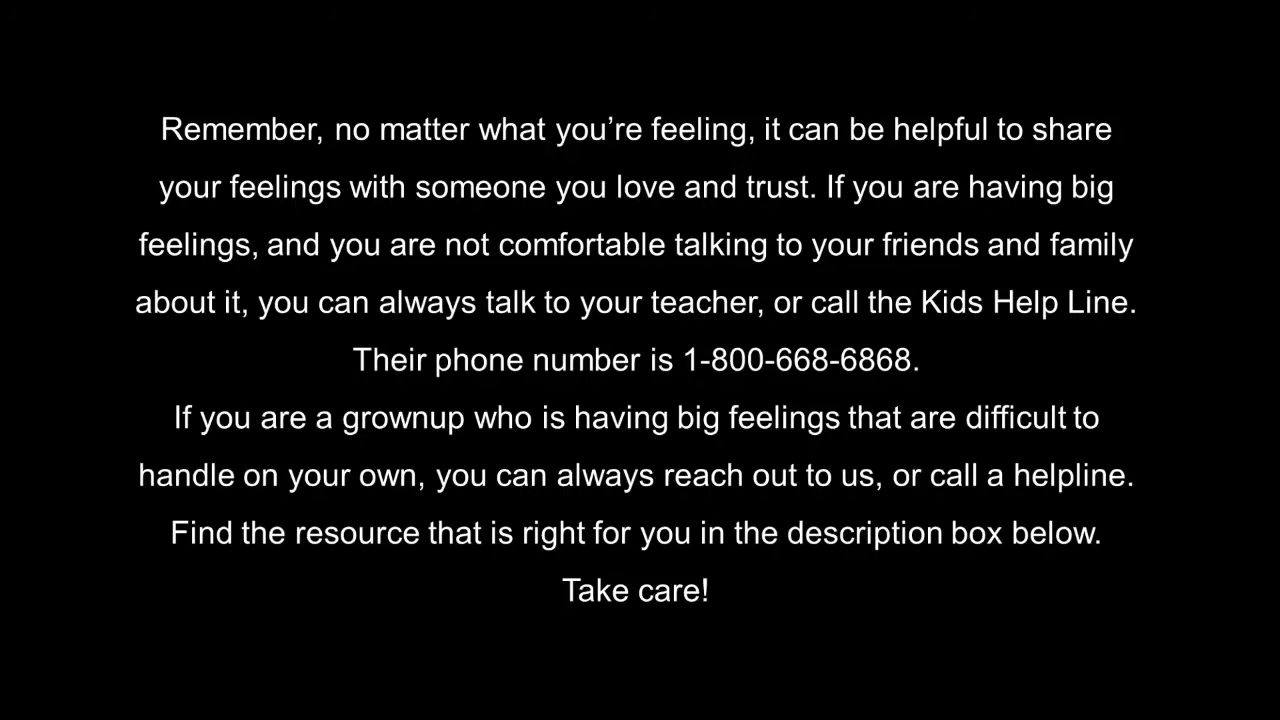 Remember, no matter what you’re feeling, it can be helpful to share
your feelings with someone you love and trust. If you are having big
feelings, and you are not comfortable talking to your friends and family
about it, you can always talk to your teacher, or call the Kids Help Line.
Their phone number is 1-800-668-6868.
If you are a grownup who is having big feelings that are difficult to
handle on your own, you can always reach out to us, or call a helpline.
Find the resource that is right for you in the description box below.
Take care!